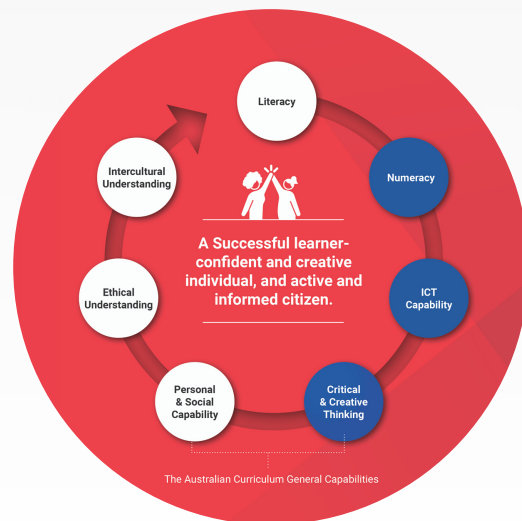 Literacy
Numeracy
ICT
Capability
Critical
& Creative
Thinking
Personal
& Social
Capability
Ethical
Understanding
Intercultural
Understanding
A Successful learner-
confident and creative
individual, and active and
informed citizen.
The Australian Curriculum General Capabilities